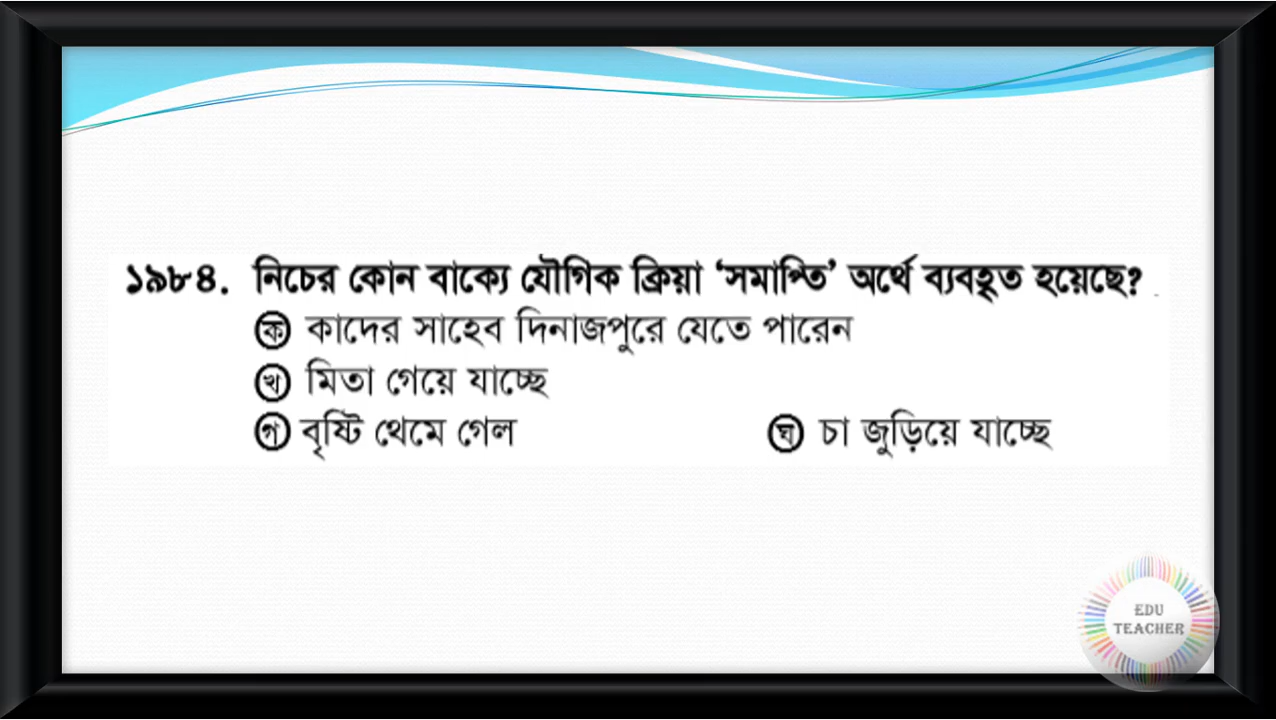 ১৯৮৪. নিচের কোন বাক্যে যৌগিক ক্রিয়া ‘সমাপ্তি’ অর্থে ব্যবহৃত হয়েছে?
ক কাদের সাহেব দিনাজপুরে যেতে পারেন
খ মিতা গেয়ে যাচ্ছে
গ বৃষ্টি থেমে গেল ঘ চা জুড়িয়ে যাচ্ছে
EDU
TEACHER